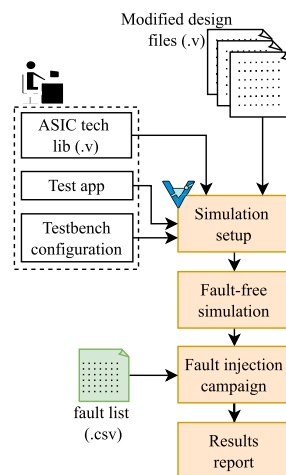 Modified design
files (.v)
ASIC tech
lib (.v)
Test app
Testbench
configuration
Simulation
setup
Fault-free
simulation
Fault injection
campaign
fault list
(.csv)
Results
report